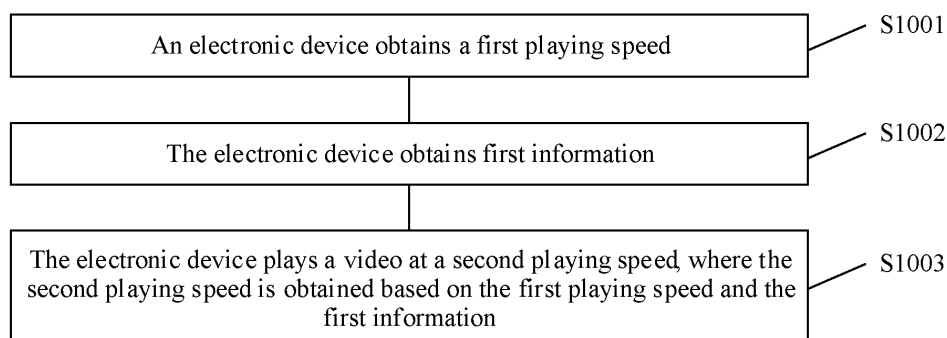 An electronic device obtains a first playing speed
S1001
The electronic device obtains first information
S1002
The electronic device plays a video at a second playing speed, where the
second playing speed is obtained based on the first playing speed and the
first information
S1003